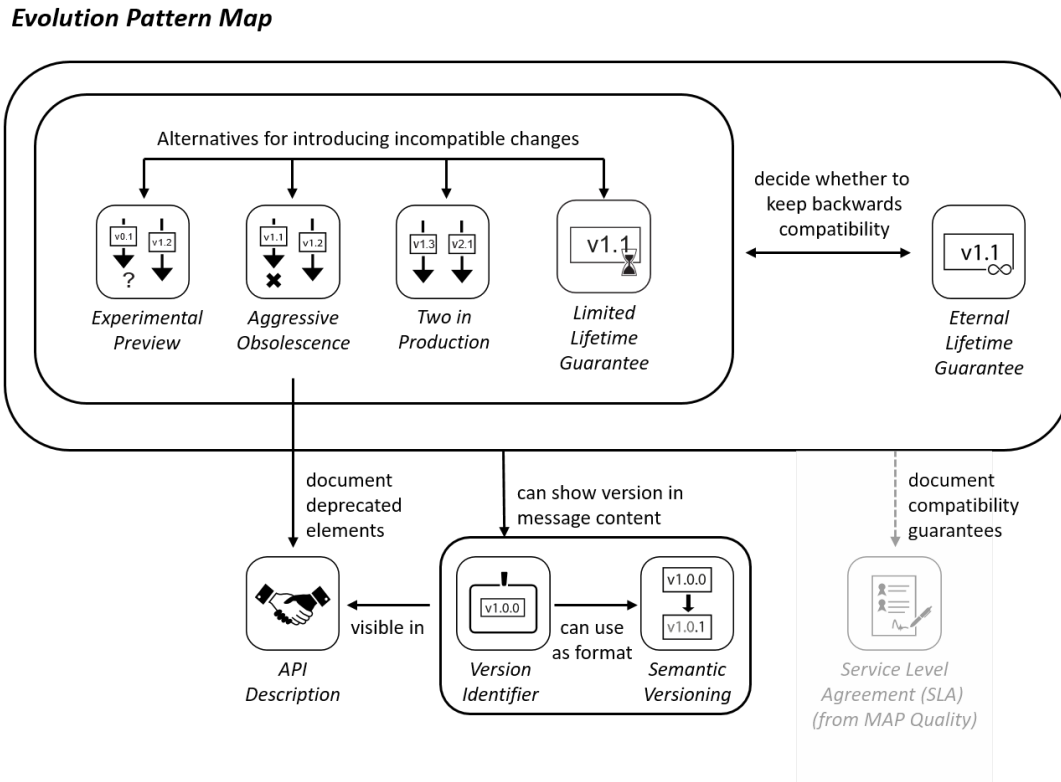 Evolution Pattern Map
Alternatives for introducing incompatible changes
v0.1
v1.2
?
Experimental
Preview
v1.1
v1.2
Aggressive
Obsolescence
v1.3
v2.1
Two in
Production
v1.1
Limited
Lifetime
Guarantee
decide whether to
keep backwards
compatibility
v1.1
Eternal
Lifetime
Guarantee
document
deprecated
elements
can show version in
message content
document
compatibility
guarantees
API
Description
visible in
v1.0.0
Version
Identifier
can use
as format
v1.0.0
v1.0.1
Semantic
Versioning
Service Level
Agreement (SLA)
(from MAP Quality)